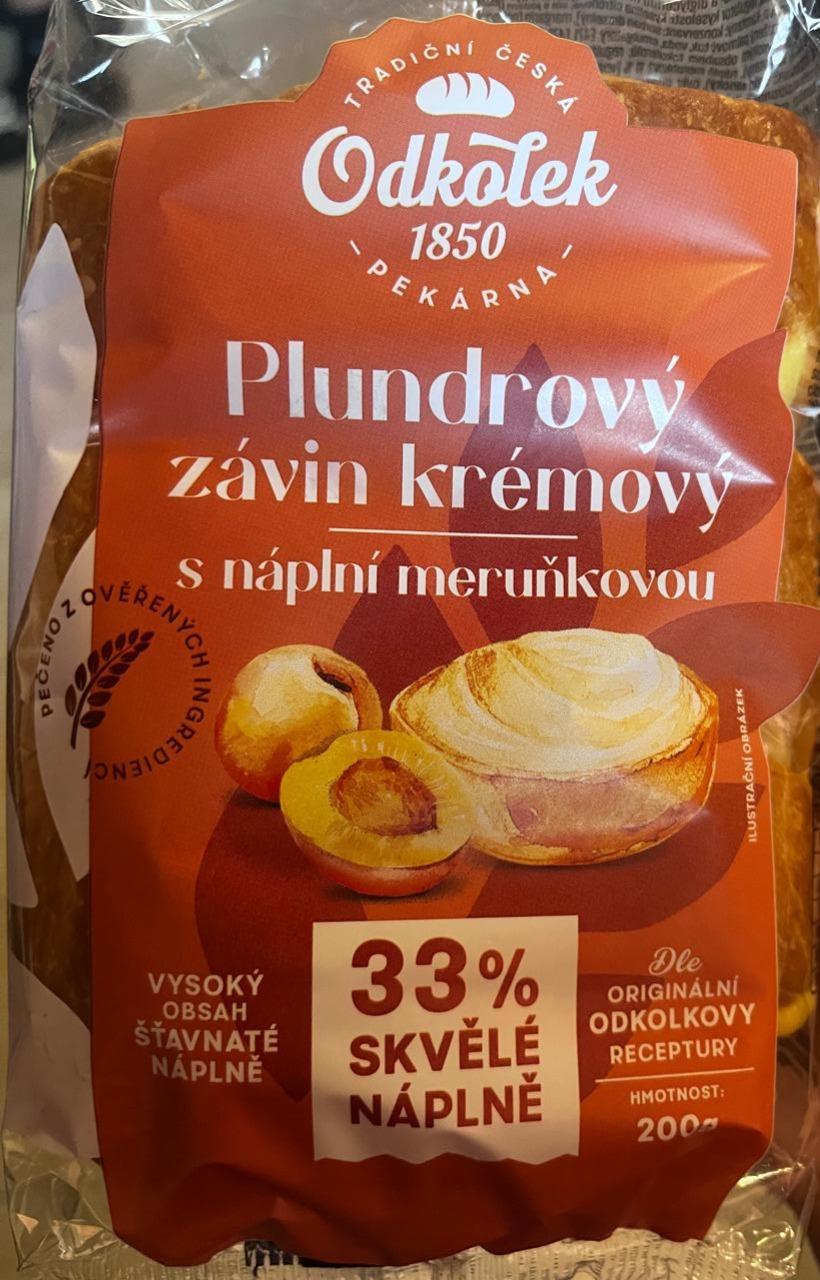 TRADIČNÍ ČESKÁ
Odkolek
1850
PEKÁRNA
Plundrový
závin krémový
s náplní meruňkovou
PEČENO Z OVĚŘENÝCH INGREDIENCÍ
ILUSTRAČNÍ OBRÁZEK
VYSOKÝ
OBSAH
ŠŤAVNATÉ
NÁPLNĚ
33%
SKVĚLÉ
NÁPLNĚ
Dle
ORIGINÁLNÍ
ODKOLKOVY
RECEPTURY
HMOTNOST:
200g